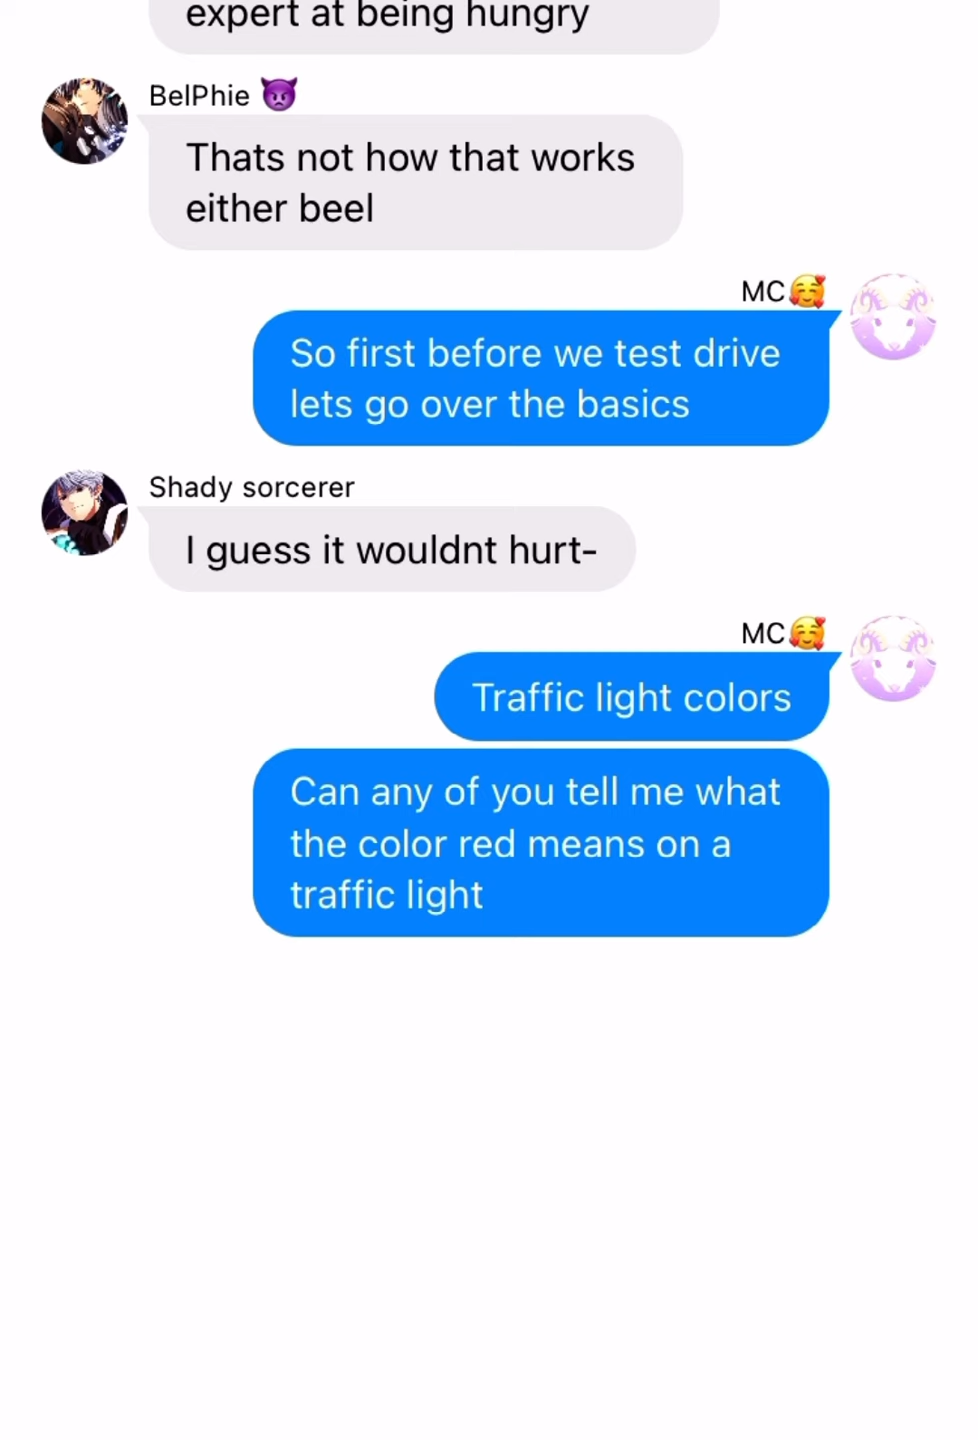 expert at being hungry
BelPhie 👿
Thats not how that works
either beel
MC🥰
So first before we test drive
lets go over the basics
Shady sorcerer
I guess it wouldnt hurt-
MC🥰
Traffic light colors
Can any of you tell me what
the color red means on a
traffic light